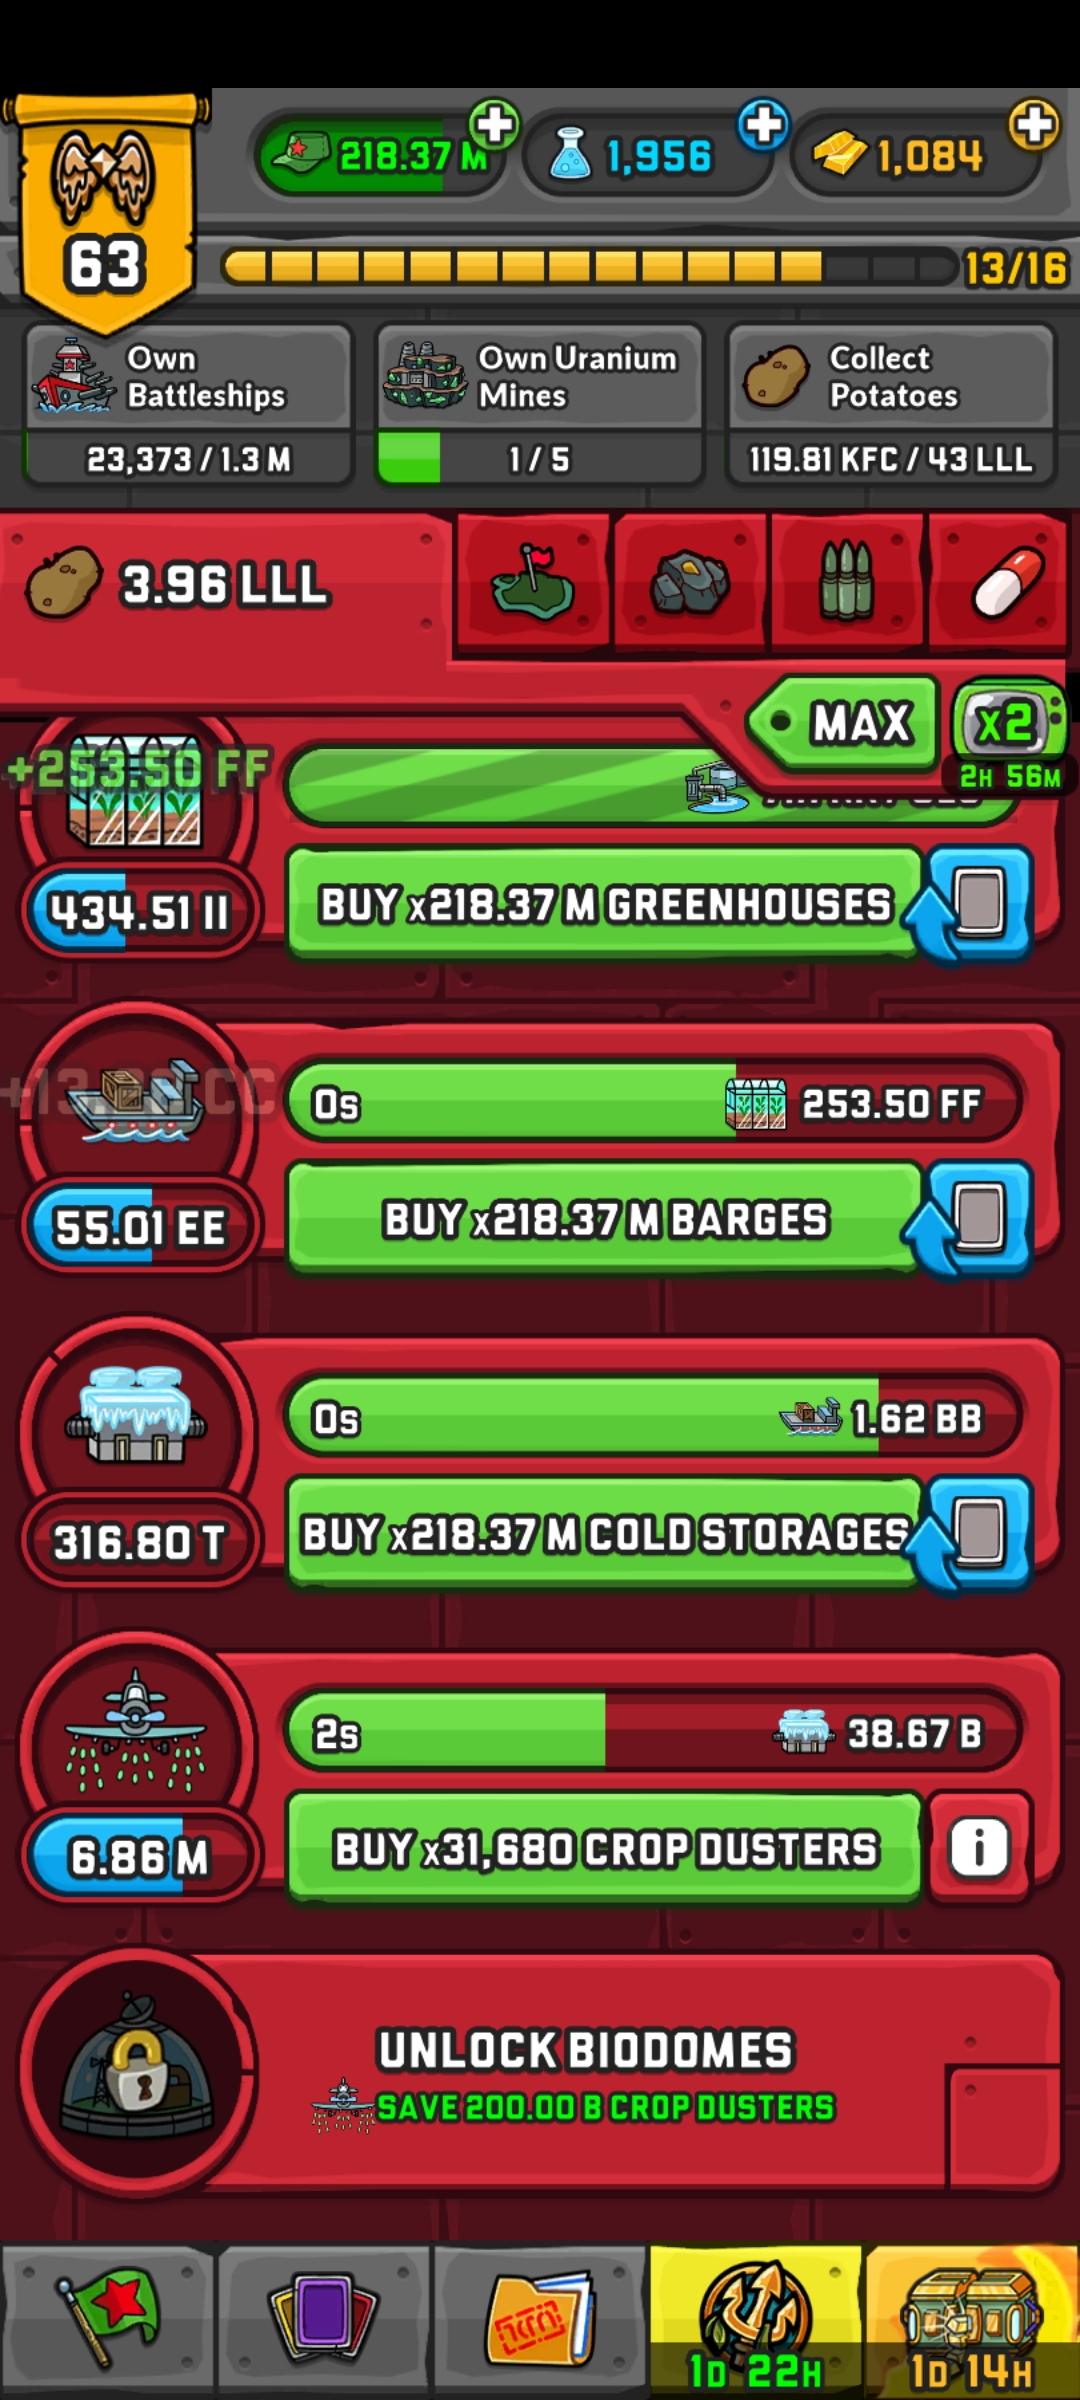 218.37 M
1,956
1,084
63
13/16
Own
Battleships
23,373 / 1.3 M
Own Uranium
Mines
1 / 5
Collect
Potatoes
119.81 KFC / 43 LLL
3.96 LLL
MAX
x2
2H 56M
+253.50 FF
434.51 II
BUY x218.37 M GREENHOUSES
0s
253.50 FF
55.01 EE
BUY x218.37 M BARGES
0s
1.62 BB
316.80 T
BUY x218.37 M COLD STORAGES
2s
38.67 B
6.86 M
BUY x31,680 CROP DUSTERS
i
UNLOCK BIODOMES
SAVE 200.00 B CROP DUSTERS
1D 22H
1D 14H